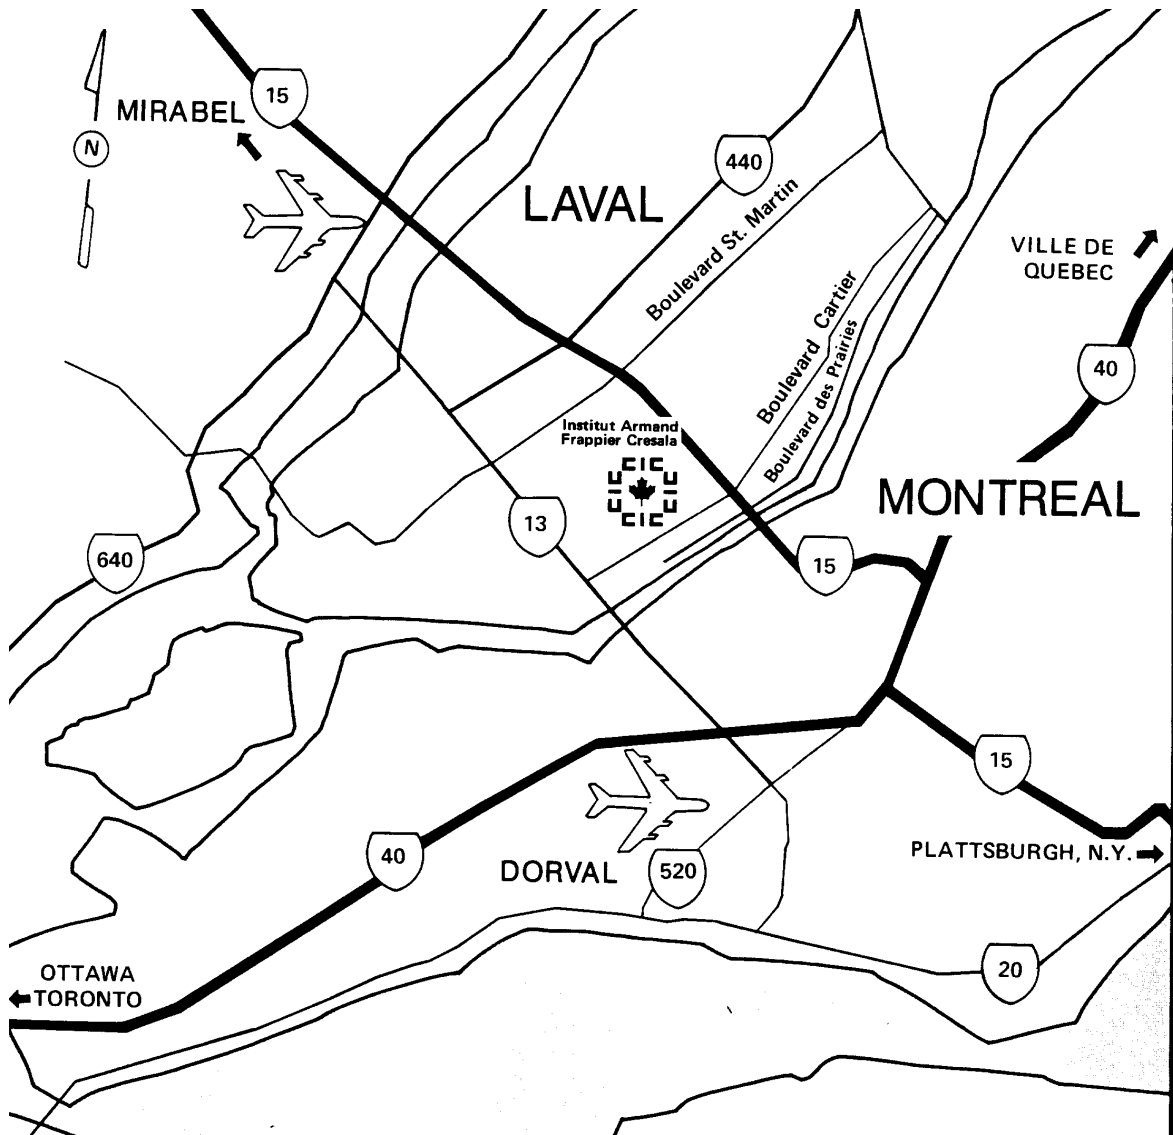 15
MIRABEL
N
440
LAVAL
Boulevard St. Martin
VILLE DE
QUEBEC
Boulevard Cartier
Boulevard des Prairies
40
Institut Armand
Frappier Cresala
MONTREAL
13
640
15
15
40
DORVAL
520
PLATTSBURGH, N.Y.
20
OTTAWA
TORONTO